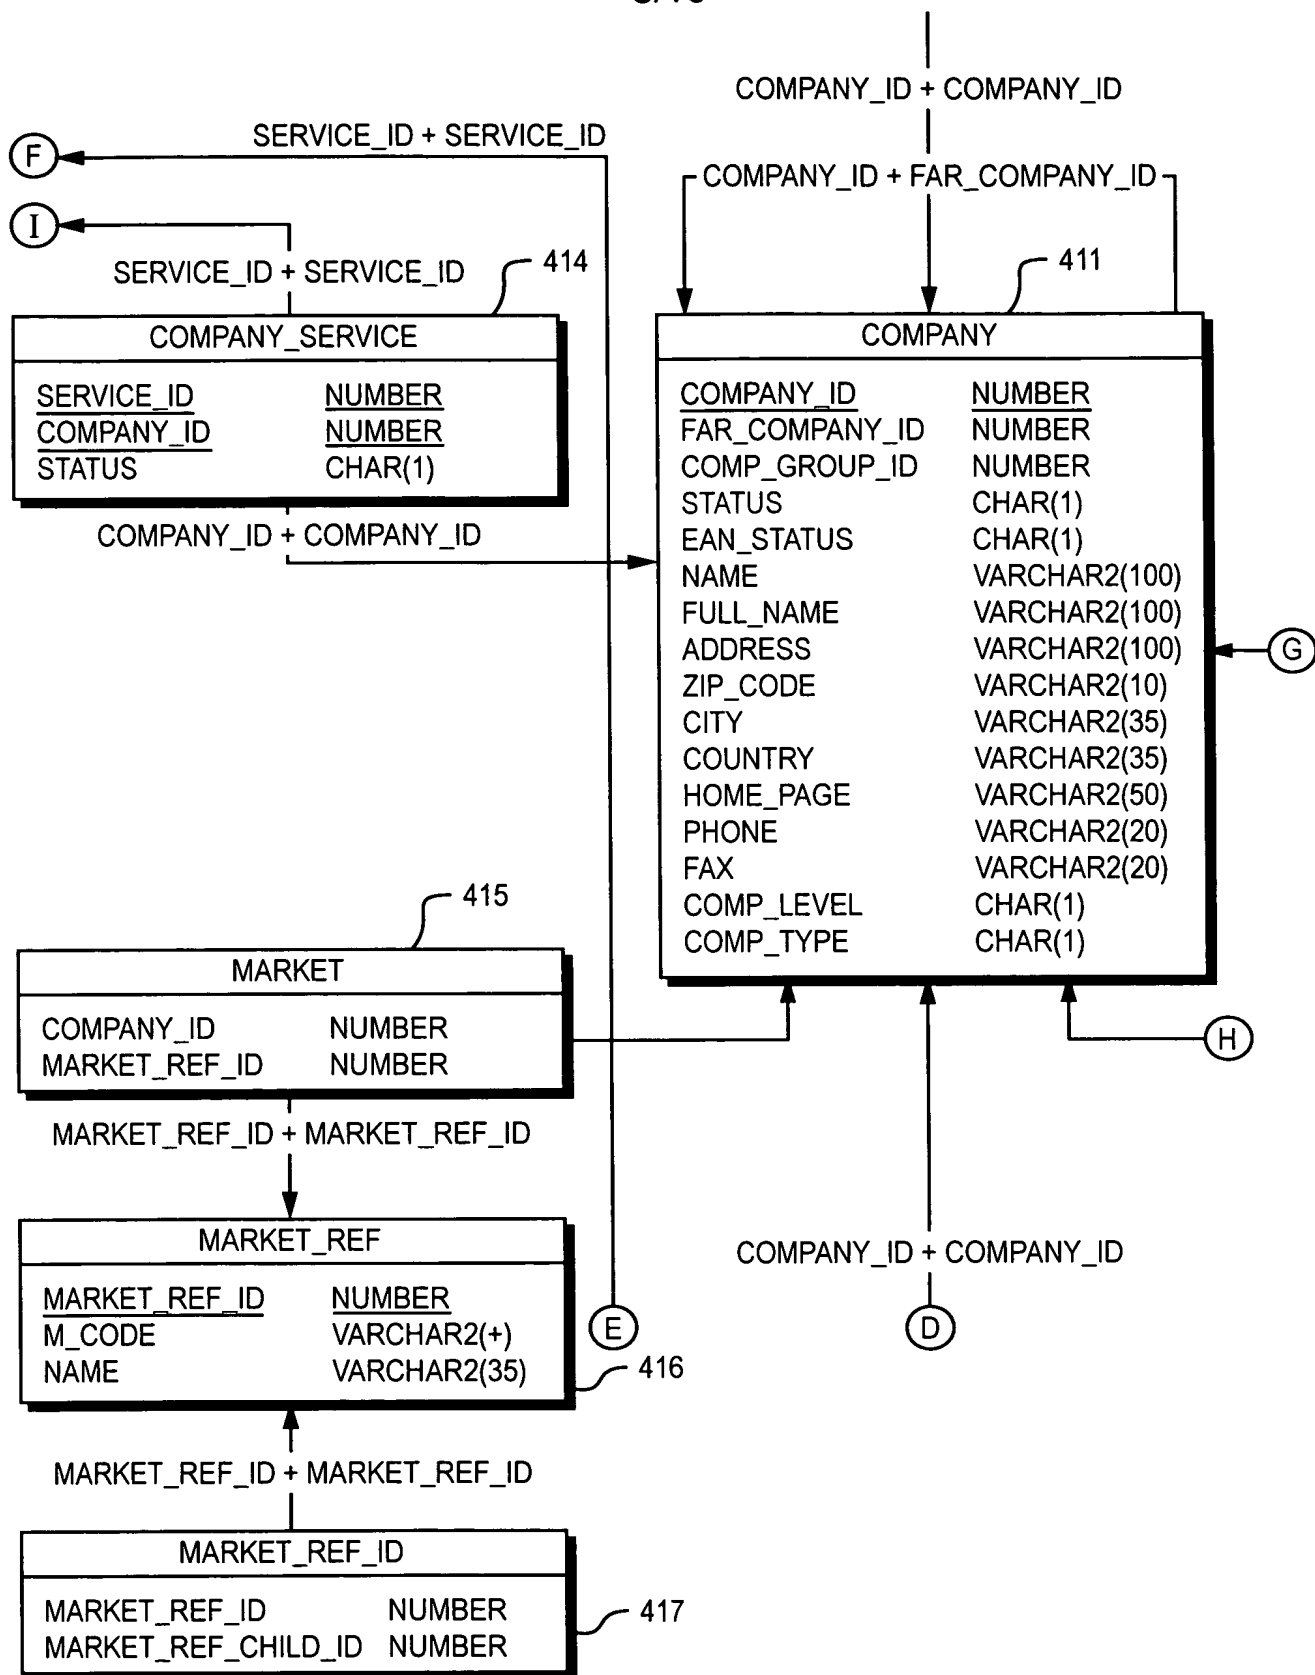 COMPANY_ID + COMPANY_ID
SERVICE_ID + SERVICE_ID
F
COMPANY_ID + FAR_COMPANY_ID
I
SERVICE_ID + SERVICE_ID
414
411
COMPANY_SERVICE
SERVICE_ID NUMBER
COMPANY_ID NUMBER
STATUS CHAR(1)
COMPANY_ID + COMPANY_ID
COMPANY
COMPANY_ID NUMBER
FAR_COMPANY_ID NUMBER
COMP_GROUP_ID NUMBER
STATUS CHAR(1)
EAN_STATUS CHAR(1)
NAME VARCHAR2(100)
FULL_NAME VARCHAR2(100)
ADDRESS VARCHAR2(100)
ZIP_CODE VARCHAR2(10)
CITY VARCHAR2(35)
COUNTRY VARCHAR2(35)
HOME_PAGE VARCHAR2(50)
PHONE VARCHAR2(20)
FAX VARCHAR2(20)
COMP_LEVEL CHAR(1)
COMP_TYPE CHAR(1)
G
415
MARKET
COMPANY_ID NUMBER
MARKET_REF_ID NUMBER
H
MARKET_REF_ID + MARKET_REF_ID
MARKET_REF
MARKET_REF_ID NUMBER
M_CODE VARCHAR2(+)
NAME VARCHAR2(35)
416
E
COMPANY_ID + COMPANY_ID
D
MARKET_REF_ID + MARKET_REF_ID
MARKET_REF_ID
MARKET_REF_ID NUMBER
MARKET_REF_CHILD_ID NUMBER
417